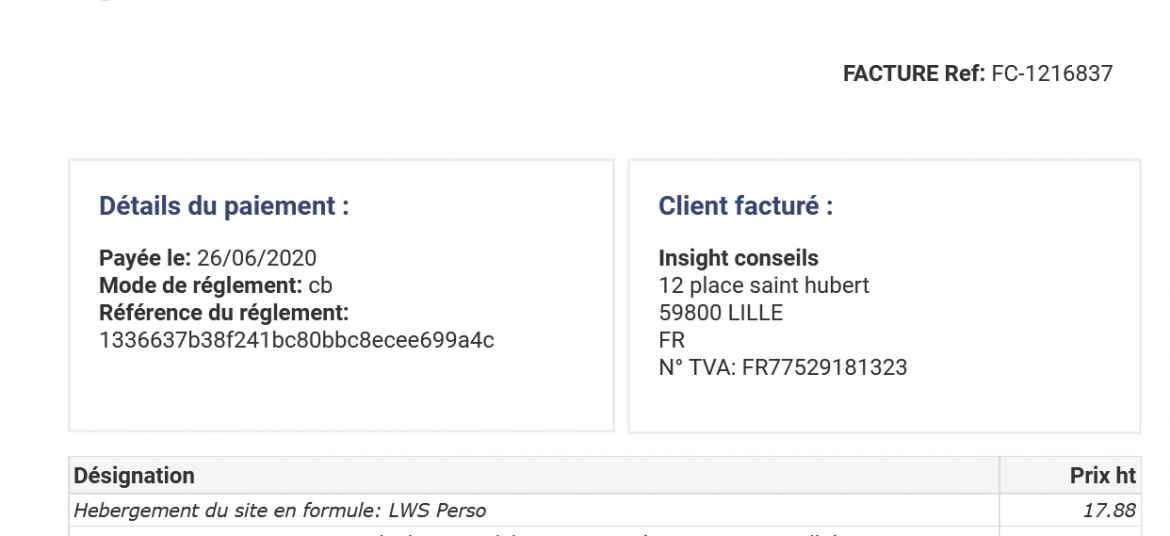 FACTURE Ref: FC-1216837
Détails du paiement :
Payée le: 26/06/2020
Mode de réglement: cb
Référence du réglement:
1336637b38f241bc80bbc8ecee699a4c
Client facturé :
Insight conseils
12 place saint hubert
59800 LILLE
FR
N° TVA: FR77529181323
Désignation Prix ht
Hebergement du site en formule: LWS Perso 17.88